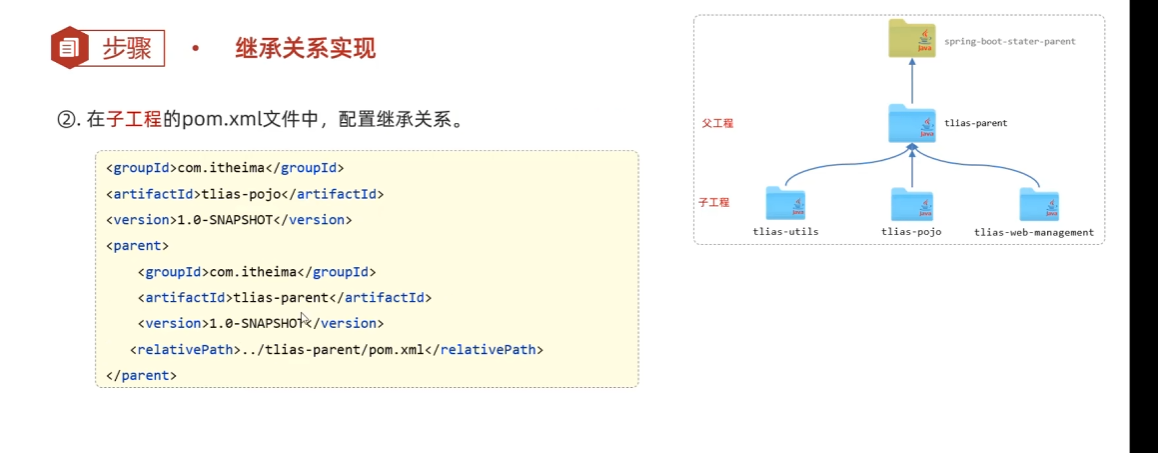 步骤 · 继承关系实现
②. 在子工程的pom.xml文件中，配置继承关系。
<groupId>com.itheima</groupId>
<artifactId>tlias-pojo</artifactId>
<version>1.0-SNAPSHOT</version>
<parent>
    <groupId>com.itheima</groupId>
    <artifactId>tlias-parent</artifactId>
    <version>1.0-SNAPSHOT</version>
   <relativePath>../tlias-parent/pom.xml</relativePath>
</parent>
Java
spring-boot-stater-parent
父工程
Java
tlias-parent
子工程
Java
Java
Java
tlias-utils
tlias-pojo
tlias-web-management